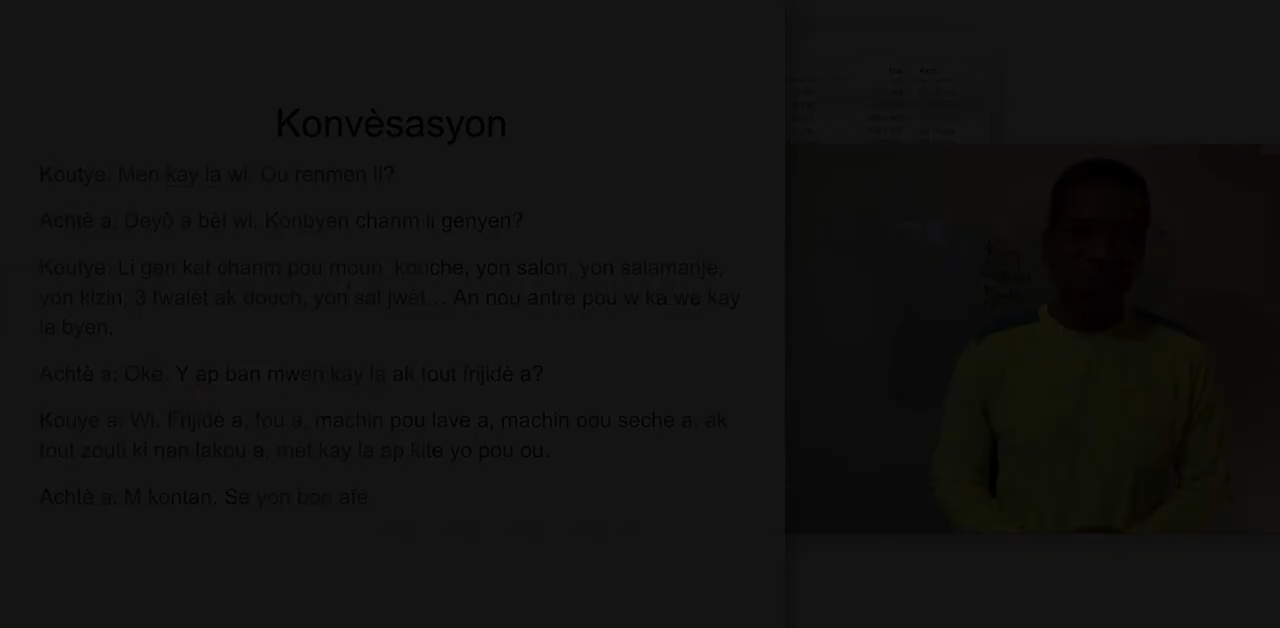 Konvèsasyon
Koutye: Men kay la wi. Ou renmen li?
Achtè a: Deyò a bèl wi. Konbyen chanm li genyen?
Koutye: Li gen kat chanm pou moun kouche, yon salon, yon salamanje,
yon kizin, 3 twalèt ak douch, yon sal jwèt... An nou antre pou w ka wè kay
la byen.
Achtè a: Oke. Y ap ban mwen kay la ak tout frijidè a?
Kouye a: Wi. Frijidè a, fou a, machin pou lave a, machin oou seche a, ak
tout zouti ki nan lakou a, mèt kay la ap kite yo pou ou.
Achtè a: M kontan. Se yon bon afè.